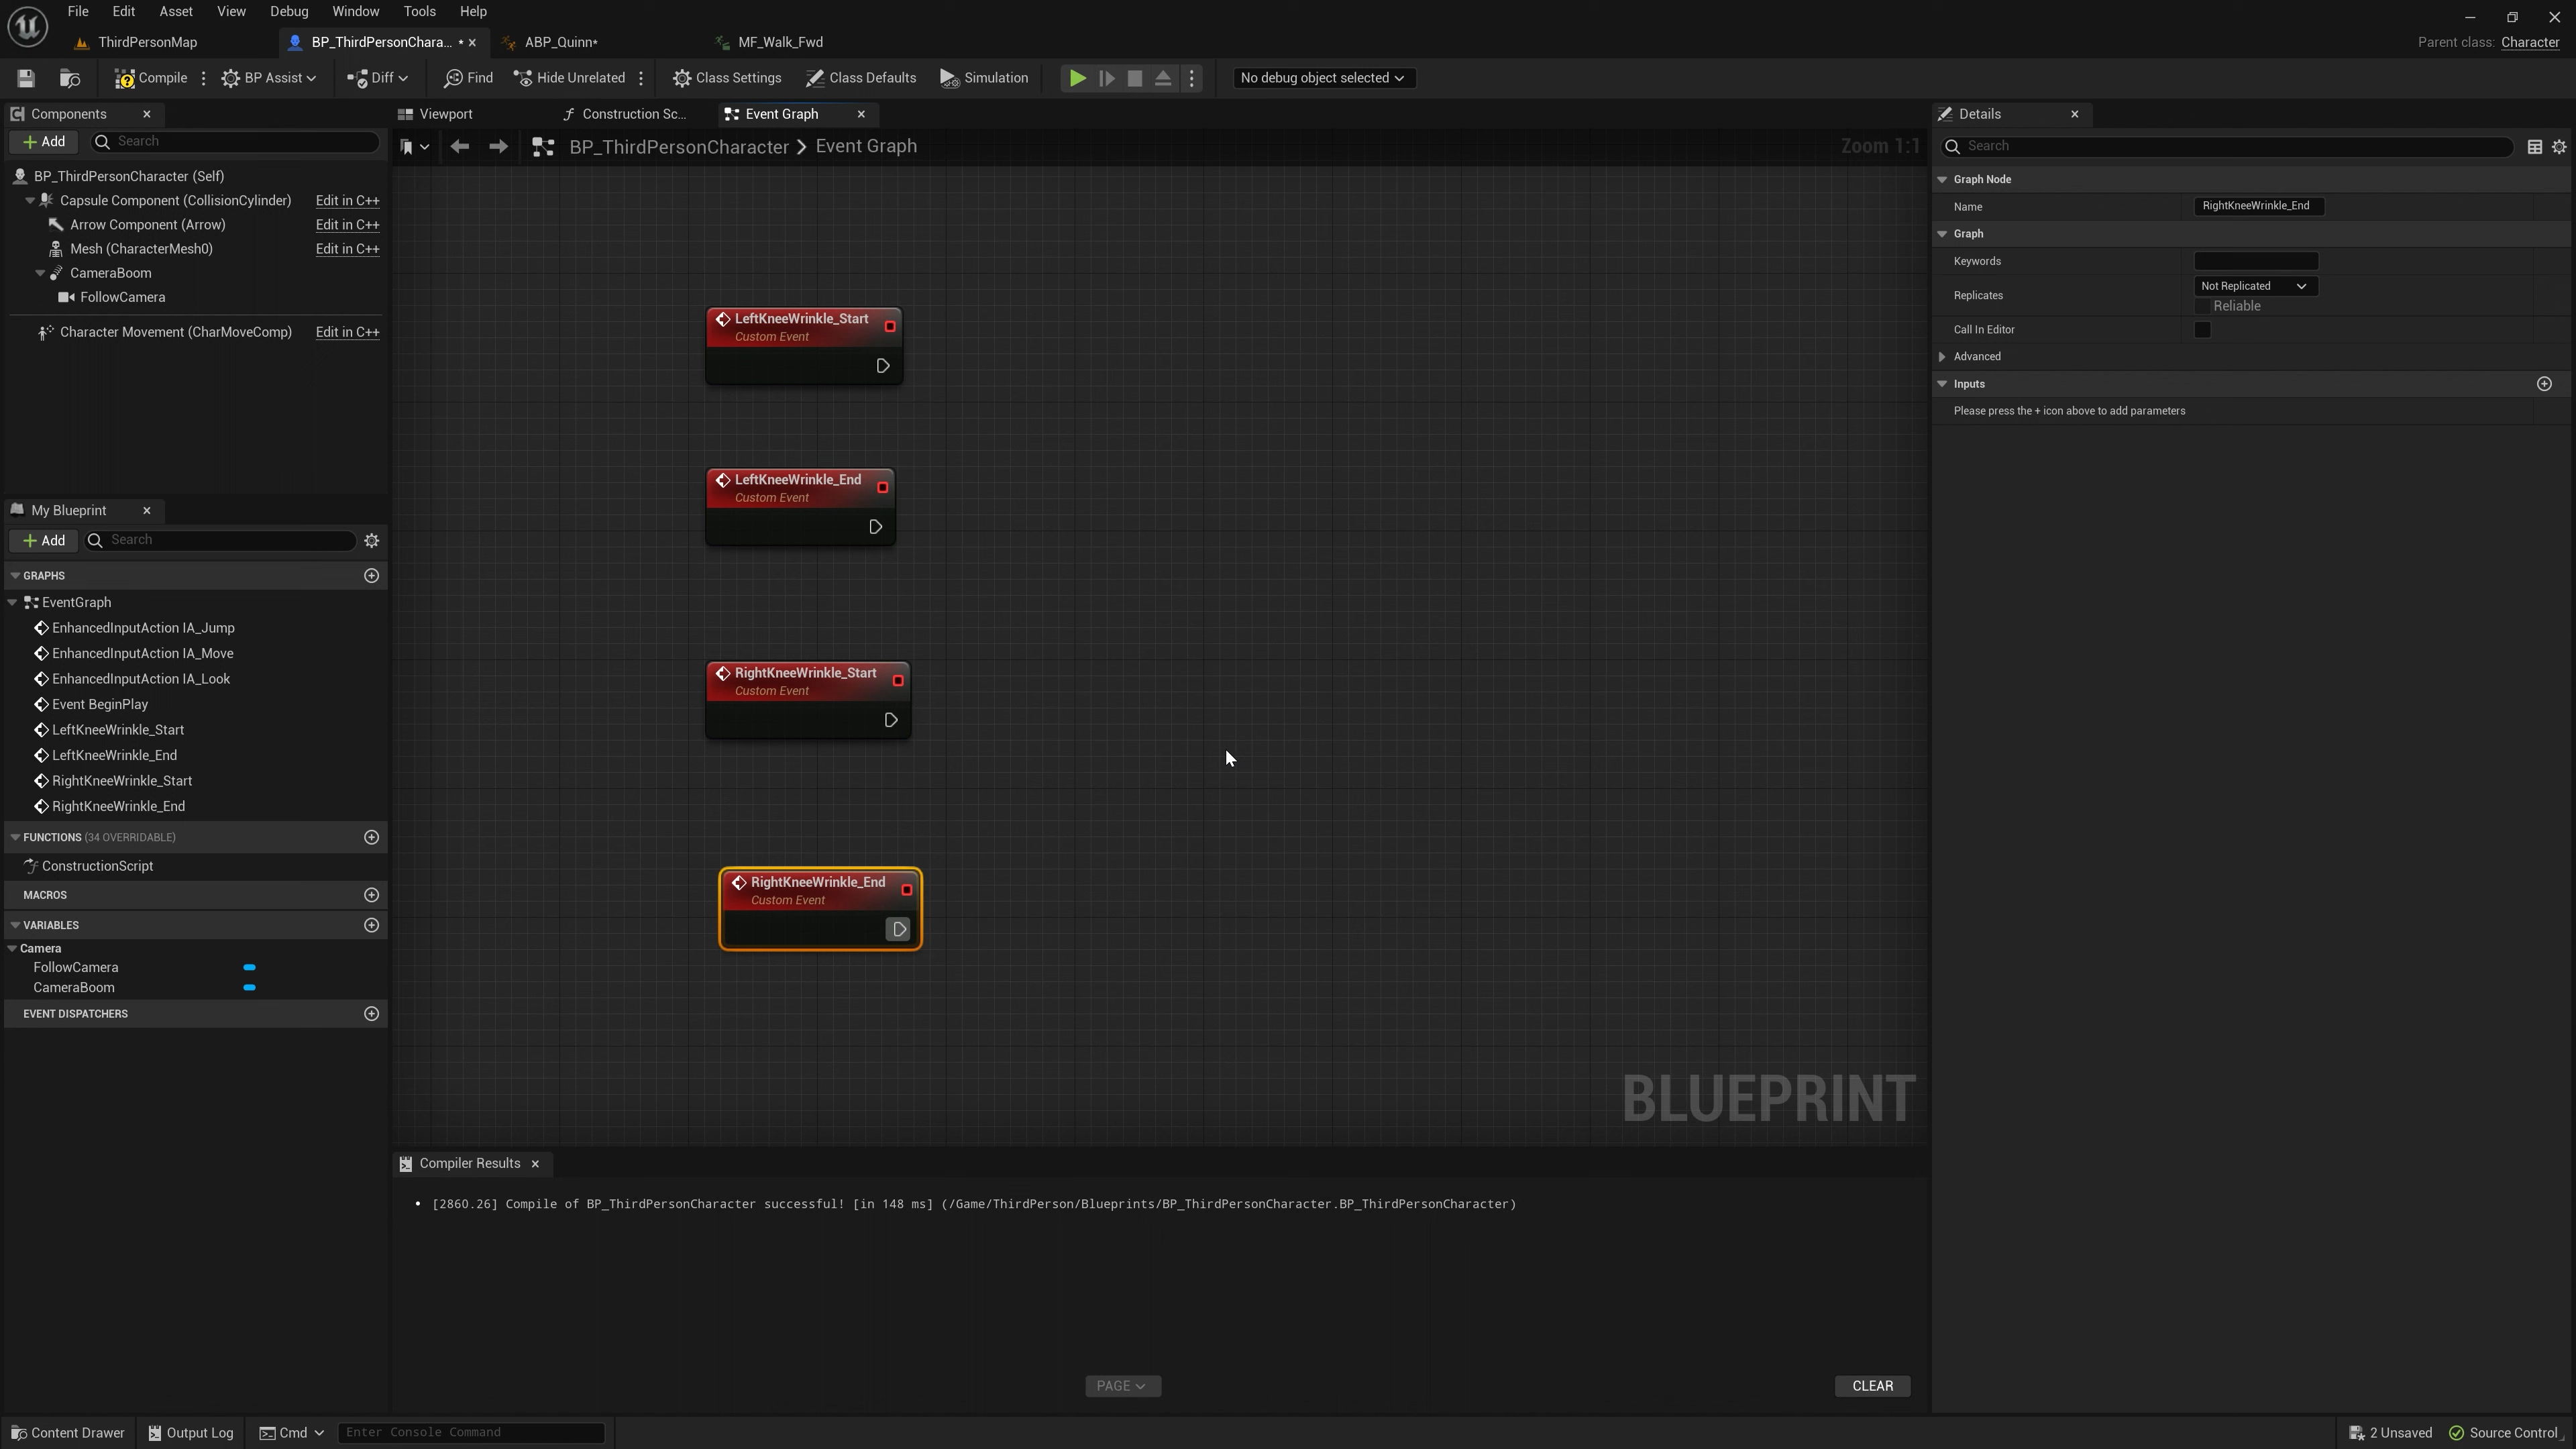 File Edit Asset View Debug Window Tools Help
ThirdPersonMap BP_ThirdPersonChara... * ABP_Quinn* MF_Walk_Fwd Parent class: Character
Compile BP Assist Diff Find Hide Unrelated Class Settings Class Defaults Simulation No debug object selected
Components
Add Search
BP_ThirdPersonCharacter (Self)
Capsule Component (CollisionCylinder) Edit in C++
Arrow Component (Arrow) Edit in C++
Mesh (CharacterMesh0) Edit in C++
CameraBoom
FollowCamera
Character Movement (CharMoveComp) Edit in C++
My Blueprint
Add Search
GRAPHS
EventGraph
EnhancedInputAction IA_Jump
EnhancedInputAction IA_Move
EnhancedInputAction IA_Look
Event BeginPlay
LeftKneeWrinkle_Start
LeftKneeWrinkle_End
RightKneeWrinkle_Start
RightKneeWrinkle_End
FUNCTIONS (34 OVERRIDABLE)
ConstructionScript
MACROS
VARIABLES
Camera
FollowCamera
CameraBoom
EVENT DISPATCHERS
Viewport Construction Sc... Event Graph
BP_ThirdPersonCharacter > Event Graph Zoom 1:1
LeftKneeWrinkle_Start
Custom Event
LeftKneeWrinkle_End
Custom Event
RightKneeWrinkle_Start
Custom Event
RightKneeWrinkle_End
Custom Event
BLUEPRINT
Compiler Results
• [2860.26] Compile of BP_ThirdPersonCharacter successful! [in 148 ms] (/Game/ThirdPerson/Blueprints/BP_ThirdPersonCharacter.BP_ThirdPersonCharacter)
PAGE CLEAR
Details
Search
Graph Node
Name RightKneeWrinkle_End
Graph
Keywords
Replicates Not Replicated
Reliable
Call In Editor
Advanced
Inputs
Please press the + icon above to add parameters
Content Drawer Output Log Cmd Enter Console Command 2 Unsaved Source Control